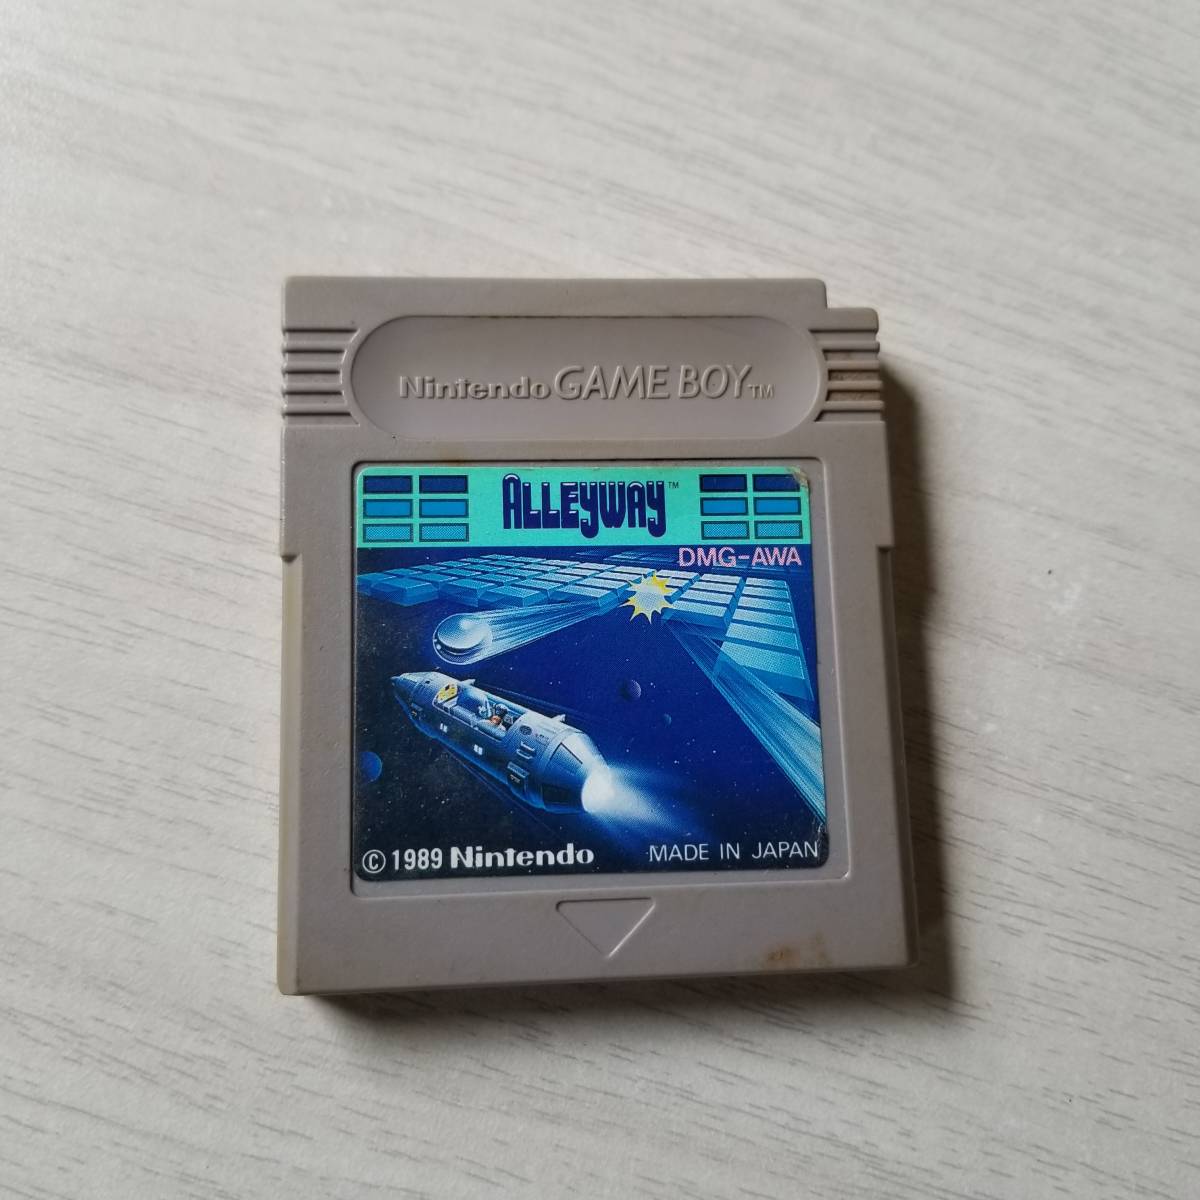 Nintendo GAME BOY™
ALLEYWAY™
DMG-AWA
© 1989 Nintendo
MADE IN JAPAN